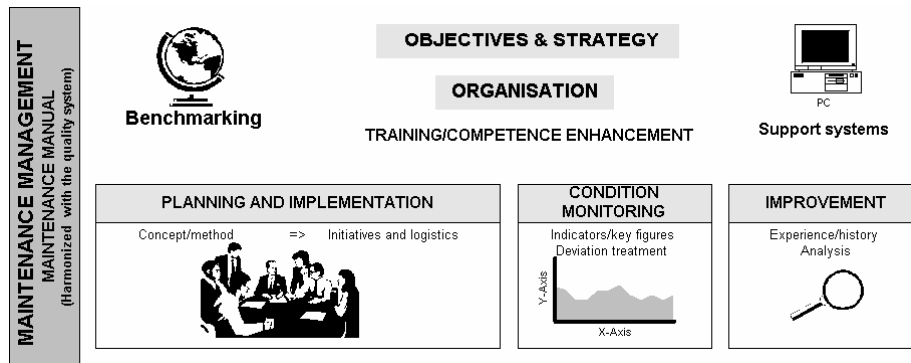 MAINTENANCE MANAGEMENT
MAINTENANCE MANUAL
(Harmonized with the quality system)
Benchmarking
OBJECTIVES & STRATEGY
ORGANISATION
TRAINING/COMPETENCE ENHANCEMENT
PC
Support systems
PLANNING AND IMPLEMENTATION
Concept/method => Initiatives and logistics
CONDITION
MONITORING
Indicators/key figures
Deviation treatment
Y-Axis
X-Axis
IMPROVEMENT
Experience/history
Analysis